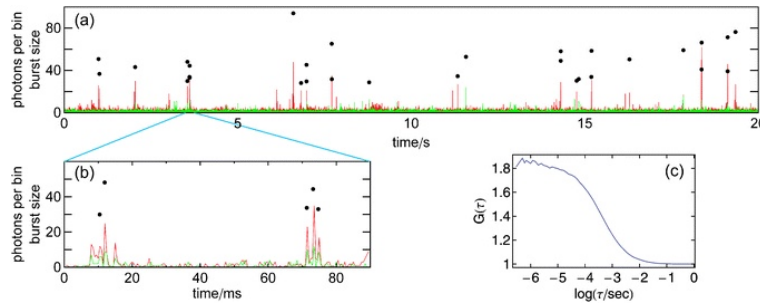 (a)
photons per bin
burst size
80
40
0
0
5
10
15
20
time/s
(b)
photons per bin
burst size
60
40
20
0
0
20
40
60
80
time/ms
(c)
G(τ)
1.8
1.6
1.4
1.2
1
−6
−5
−4
−3
−2
−1
0
log(τ/sec)